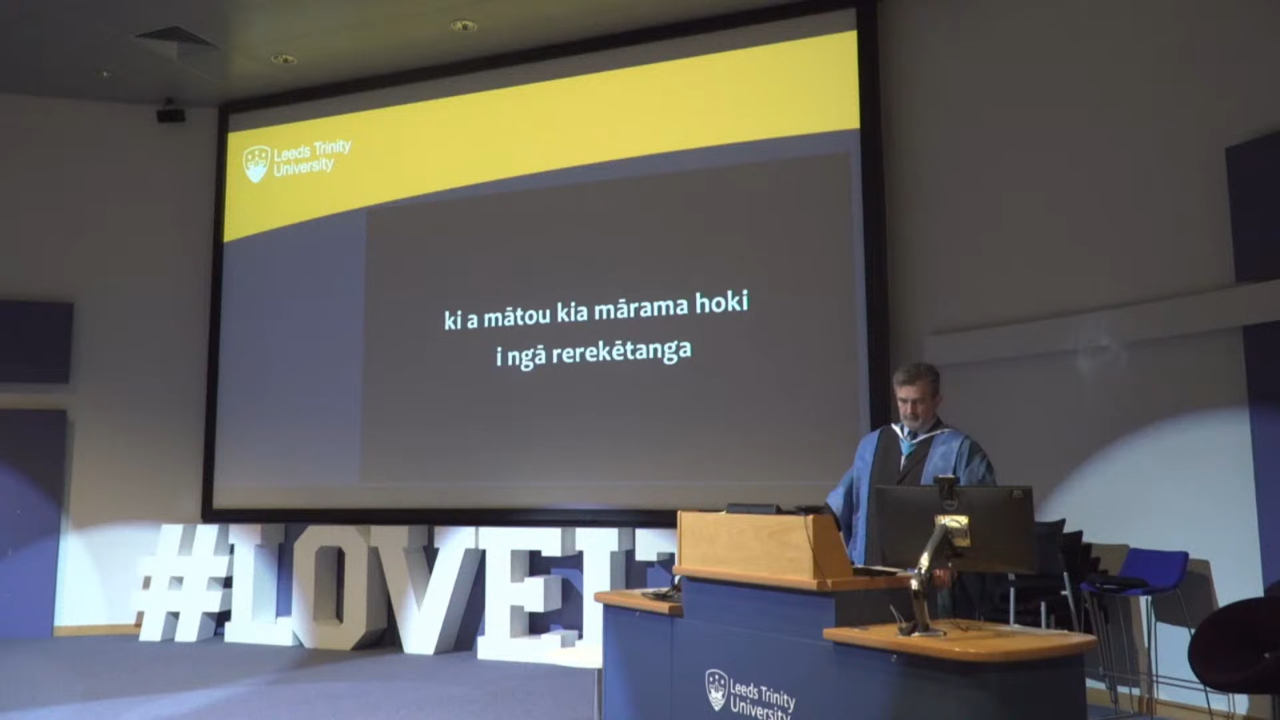 Leeds Trinity
University
ki a mātou kia mārama hoki
i ngā rerekētanga
#LOVEIT
Leeds Trinity
University